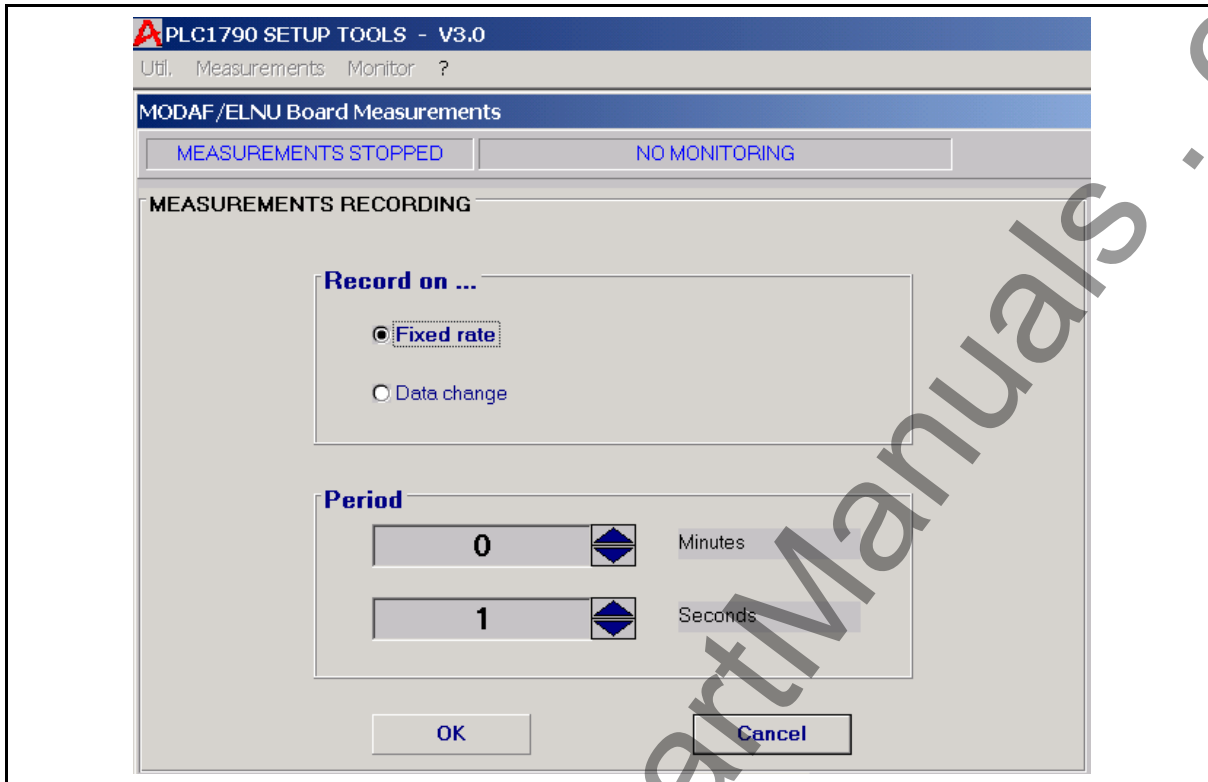 PLC1790 SETUP TOOLS - V3.0
Util. Measurements Monitor ?
MODAF/ELNU Board Measurements
MEASUREMENTS STOPPED NO MONITORING
MEASUREMENTS RECORDING
Record on ...
Fixed rate
Data change
Period
0 Minutes
1 Seconds
OK Cancel
artManuals .